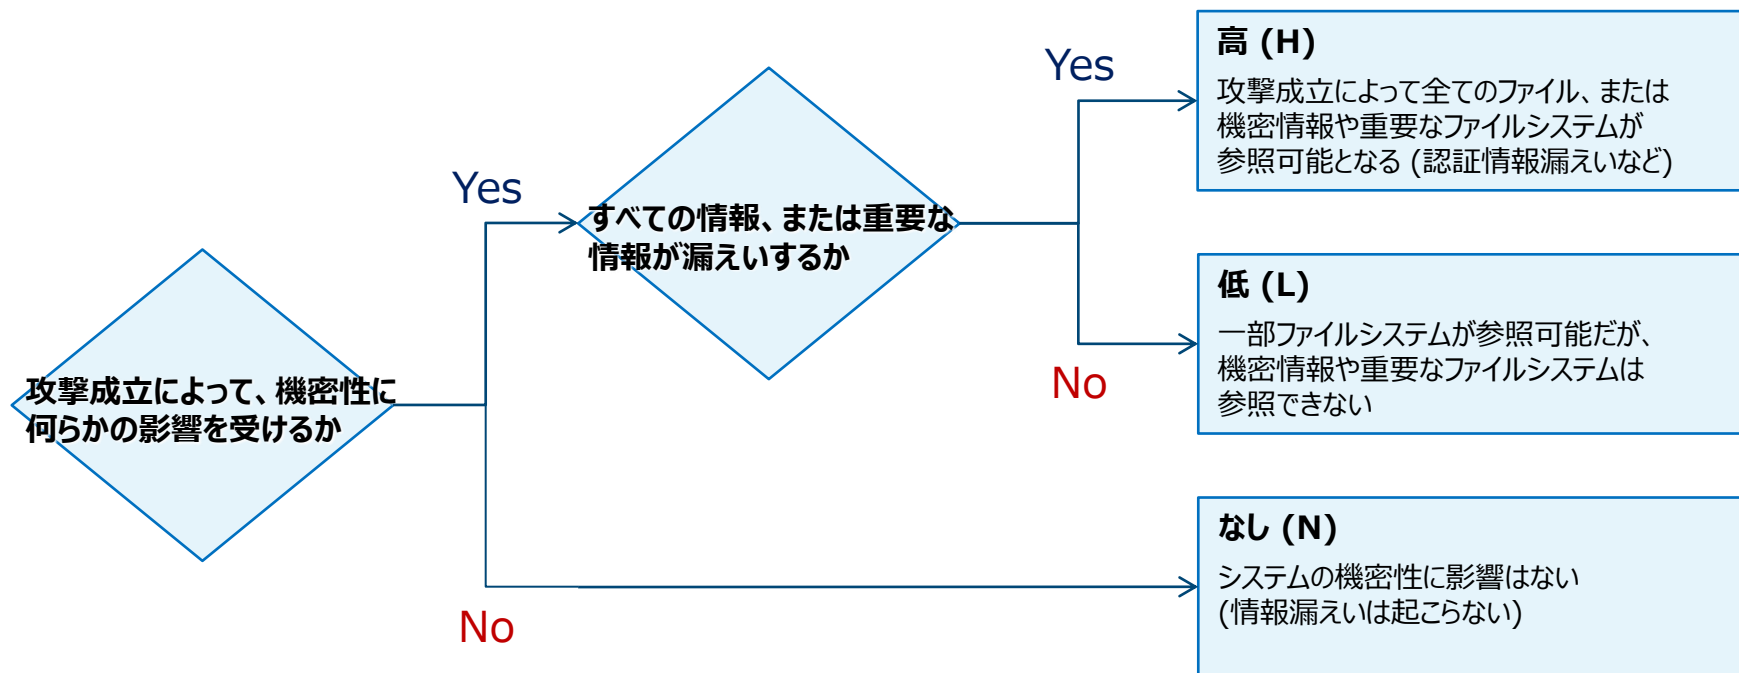 攻撃成立によって、機密性に
何らかの影響を受けるか
Yes
No
すべての情報、または重要な
情報が漏えいするか
Yes
No
高 (H)
攻撃成立によって全てのファイル、または
機密情報や重要なファイルシステムが
参照可能となる (認証情報漏えいなど)
低 (L)
一部ファイルシステムが参照可能だが、
機密情報や重要なファイルシステムは
参照できない
なし (N)
システムの機密性に影響はない
(情報漏えいは起こらない)